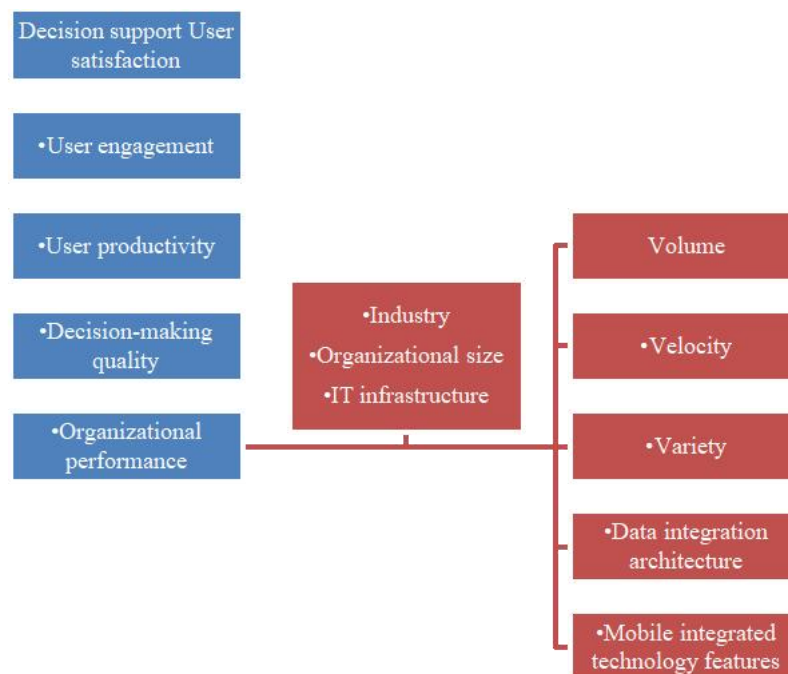 Decision support User
satisfaction
•User engagement
•User productivity
•Decision-making
quality
•Organizational
performance
•Industry
•Organizational size
•IT infrastructure
Volume
•Velocity
•Variety
•Data integration
architecture
•Mobile integrated
technology features